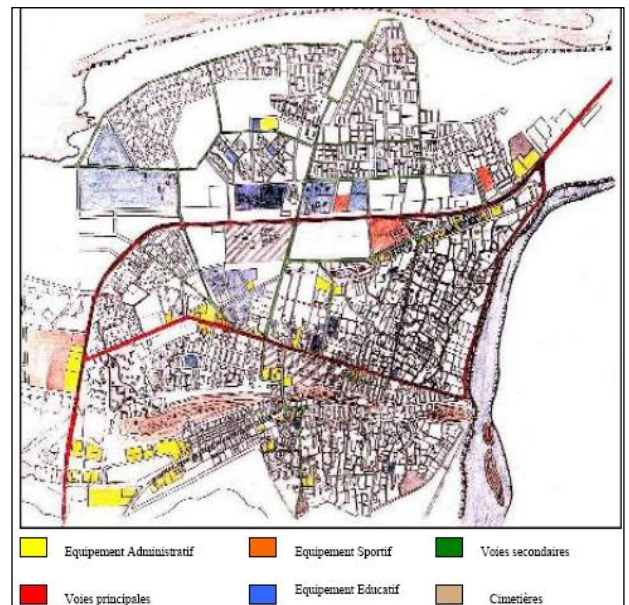 Equipement Administratif
Equipement Sportif
Voies secondaires
Voies principales
Equipement Educatif
Cimetières